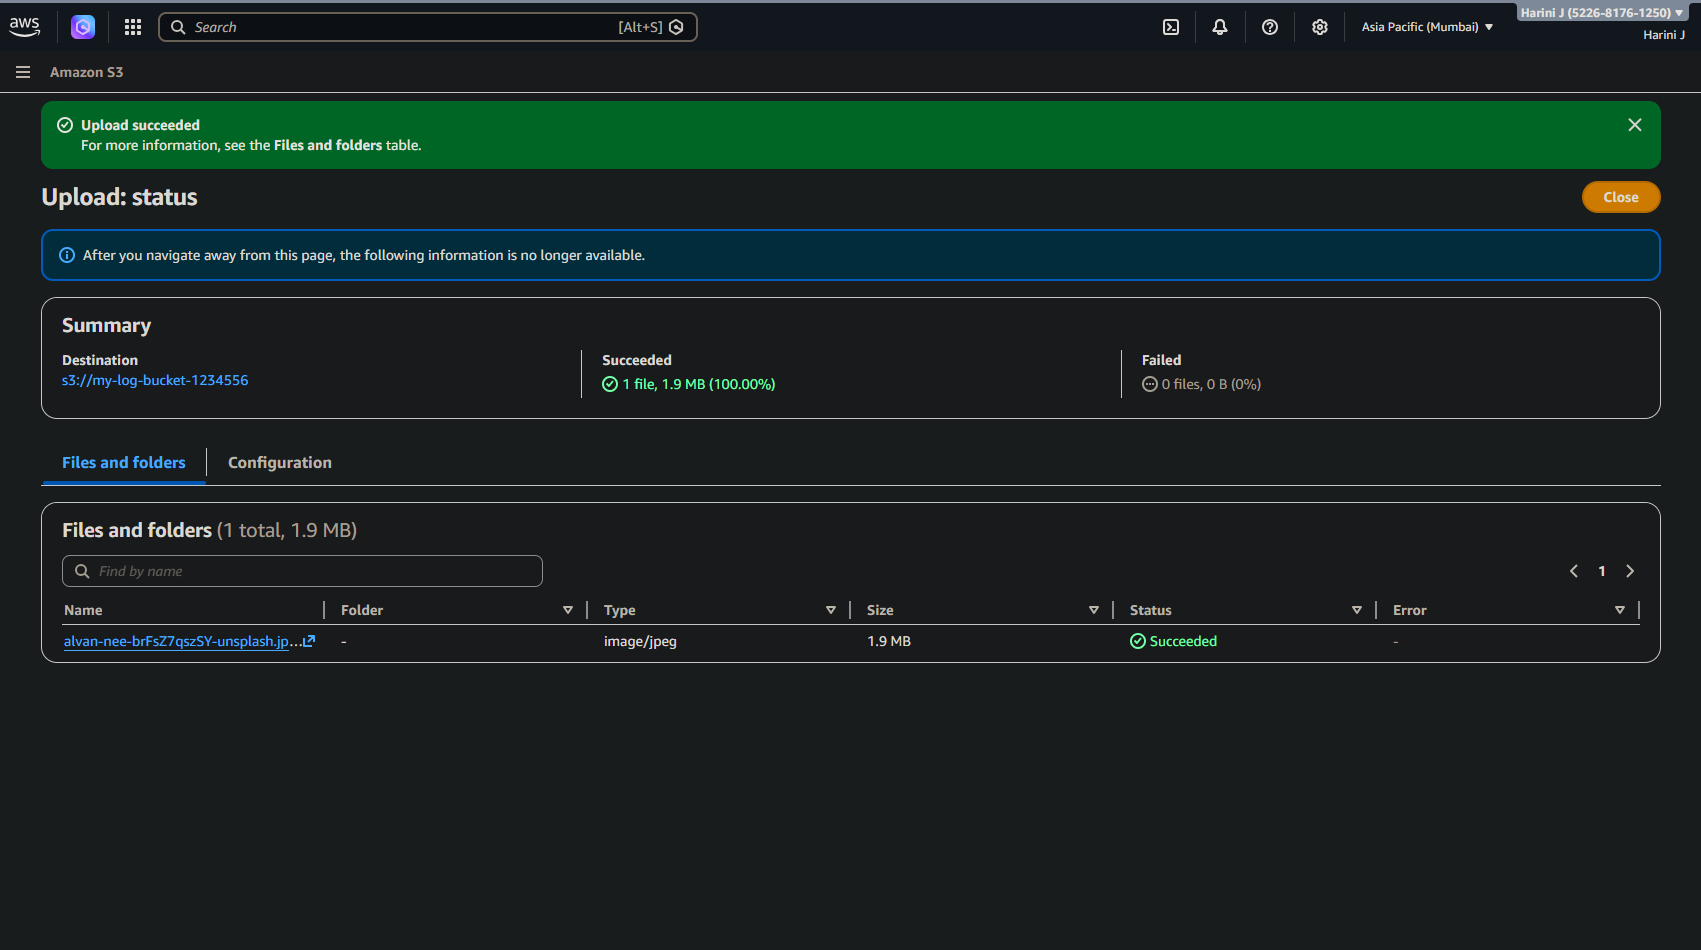 aws
Search
[Alt+S]
Asia Pacific (Mumbai)
Harini J (5226-8176-1250)
Harini J
Amazon S3
Upload succeeded
For more information, see the Files and folders table.
Upload: status
Close
After you navigate away from this page, the following information is no longer available.
Summary
Destination
s3://my-log-bucket-1234556
Succeeded
1 file, 1.9 MB (100.00%)
Failed
0 files, 0 B (0%)
Files and folders
Configuration
Files and folders (1 total, 1.9 MB)
Find by name
1
Name Folder Type Size Status Error
alvan-nee-brFsZ7qszSY-unsplash.jp... - image/jpeg 1.9 MB Succeeded -